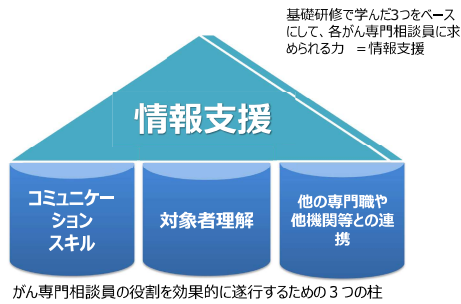 基礎研修で学んだ3つをベース
にして、各がん専門相談員に求
められる力　＝情報支援
情報支援
コミュニケー
ション
スキル
対象者理解
他の専門職や
他機関等との連
携
がん専門相談員の役割を効果的に遂行するための３つの柱